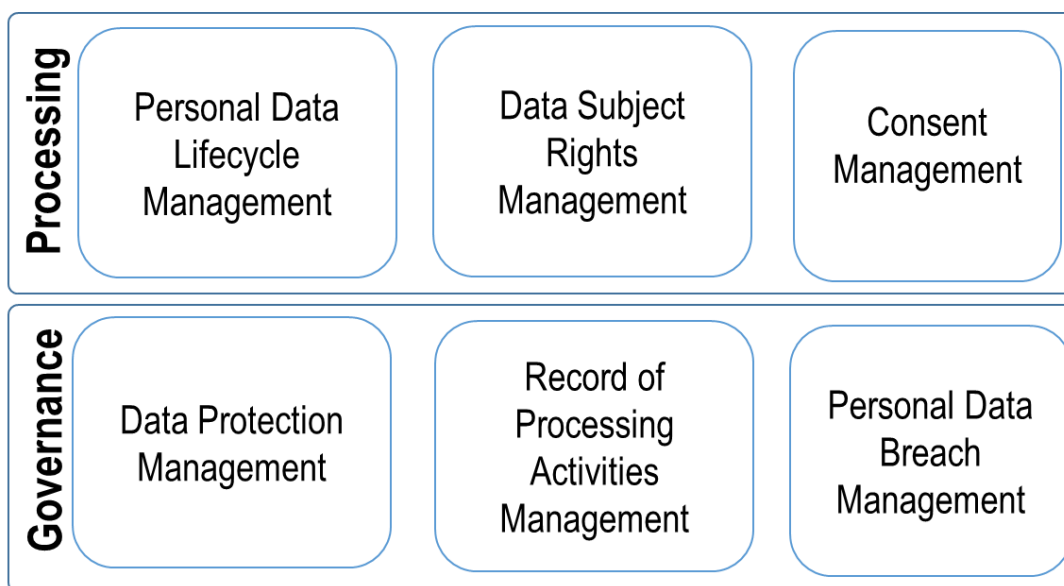 Processing
Personal Data
Lifecycle
Management
Data Subject
Rights
Management
Consent
Management
Governance
Data Protection
Management
Record of
Processing
Activities
Management
Personal Data
Breach
Management